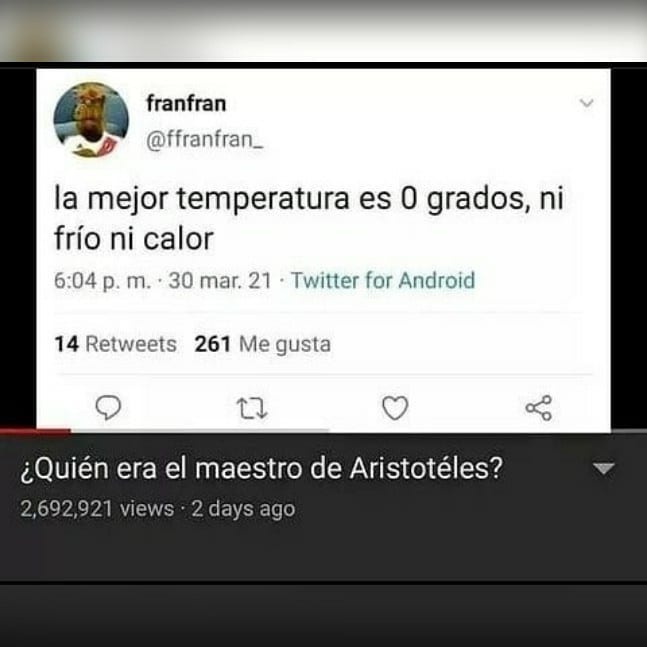 franfran
@ffranfran_
la mejor temperatura es 0 grados, ni
frío ni calor
6:04 p. m. · 30 mar. 21 · Twitter for Android
14 Retweets 261 Me gusta
¿Quién era el maestro de Aristotéles?
2,692,921 views · 2 days ago